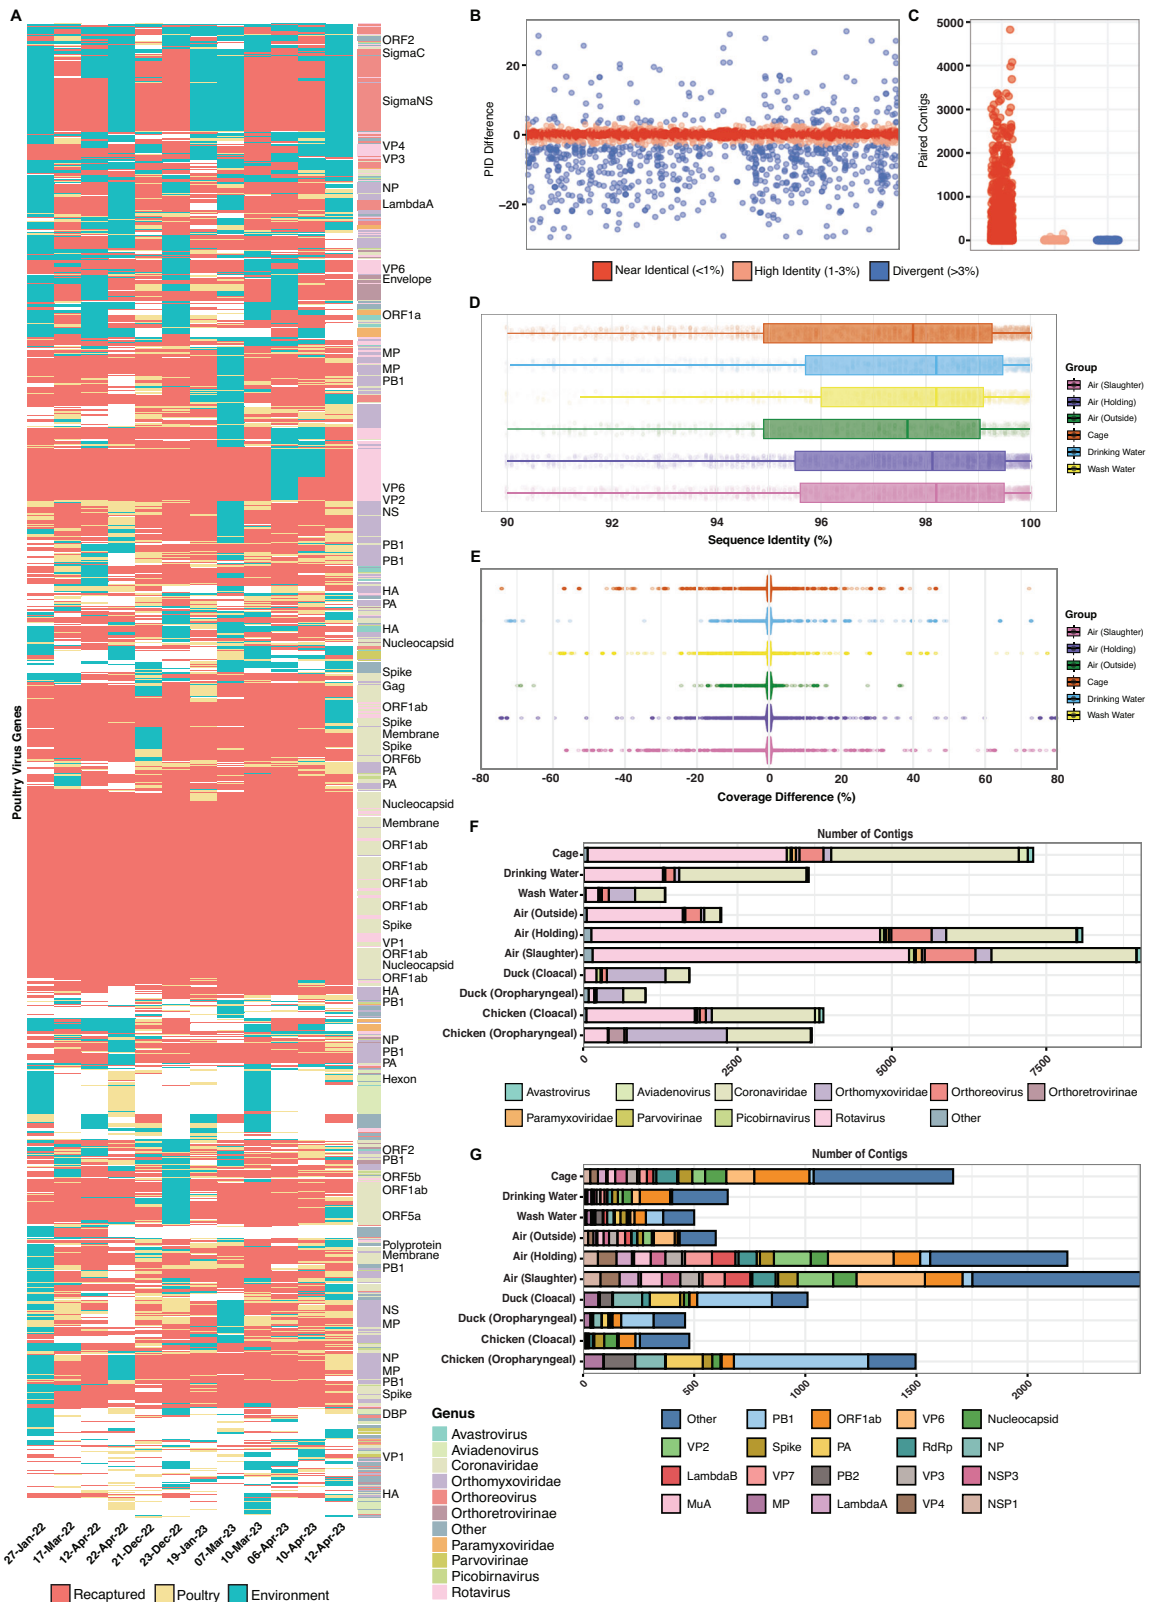 A
ORF2
SigmaC
SigmaNS
VP4
VP3
NP
LambdaA
VP6
Envelope
ORF1a
MP
MP
PB1
VP6
VP2
NS
PB1
PB1
HA
PA
HA
Nucleocapsid
Spike
Gag
ORF1ab
Spike
Membrane
Spike
ORF6b
PA
PA
Nucleocapsid
Membrane
ORF1ab
ORF1ab
ORF1ab
ORF1ab
Spike
VP1
ORF1ab
Nucleocapsid
ORF1ab
HA
PB1
NP
PB1
PA
Hexon
ORF2
PB1
ORF5b
ORF1ab
ORF5a
Polyprotein
Membrane
PB1
NS
MP
NP
MP
PB1
Spike
DBP
VP1
HA
Poultry Virus Genes
27-Jan-22
17-Mar-22
12-Apr-22
22-Apr-22
21-Dec-22
23-Dec-22
19-Jan-23
07-Mar-23
10-Mar-23
06-Apr-23
10-Apr-23
12-Apr-23
Recaptured Poultry Environment
Genus
Avastrovirus
Aviadenovirus
Coronaviridae
Orthomyxoviridae
Orthoreovirus
Orthoretrovirinae
Other
Paramyxoviridae
Parvovirinae
Picobirnavirus
Rotavirus
B
PID Difference
20
0
−20
C
Paired Contigs
5000
4000
3000
2000
1000
0
Near Identical (<1%) High Identity (1-3%) Divergent (>3%)
D
90 92 94 96 98 100
Sequence Identity (%)
Group
Air (Slaughter)
Air (Holding)
Air (Outside)
Cage
Drinking Water
Wash Water
E
-80 -60 -40 -20 0 20 40 60 80
Coverage Difference (%)
Group
Air (Slaughter)
Air (Holding)
Air (Outside)
Cage
Drinking Water
Wash Water
F
Number of Contigs
Cage
Drinking Water
Wash Water
Air (Outside)
Air (Holding)
Air (Slaughter)
Duck (Cloacal)
Duck (Oropharyngeal)
Chicken (Cloacal)
Chicken (Oropharyngeal)
0 2500 5000 7500
Avastrovirus Aviadenovirus Coronaviridae Orthomyxoviridae Orthoreovirus Orthoretrovirinae
Paramyxoviridae Parvovirinae Picobirnavirus Rotavirus Other
G
Number of Contigs
Cage
Drinking Water
Wash Water
Air (Outside)
Air (Holding)
Air (Slaughter)
Duck (Cloacal)
Duck (Oropharyngeal)
Chicken (Cloacal)
Chicken (Oropharyngeal)
0 500 1000 1500 2000
Other PB1 ORF1ab VP6 Nucleocapsid
VP2 Spike PA RdRp NP
LambdaB VP7 PB2 VP3 NSP3
MuA MP LambdaA VP4 NSP1